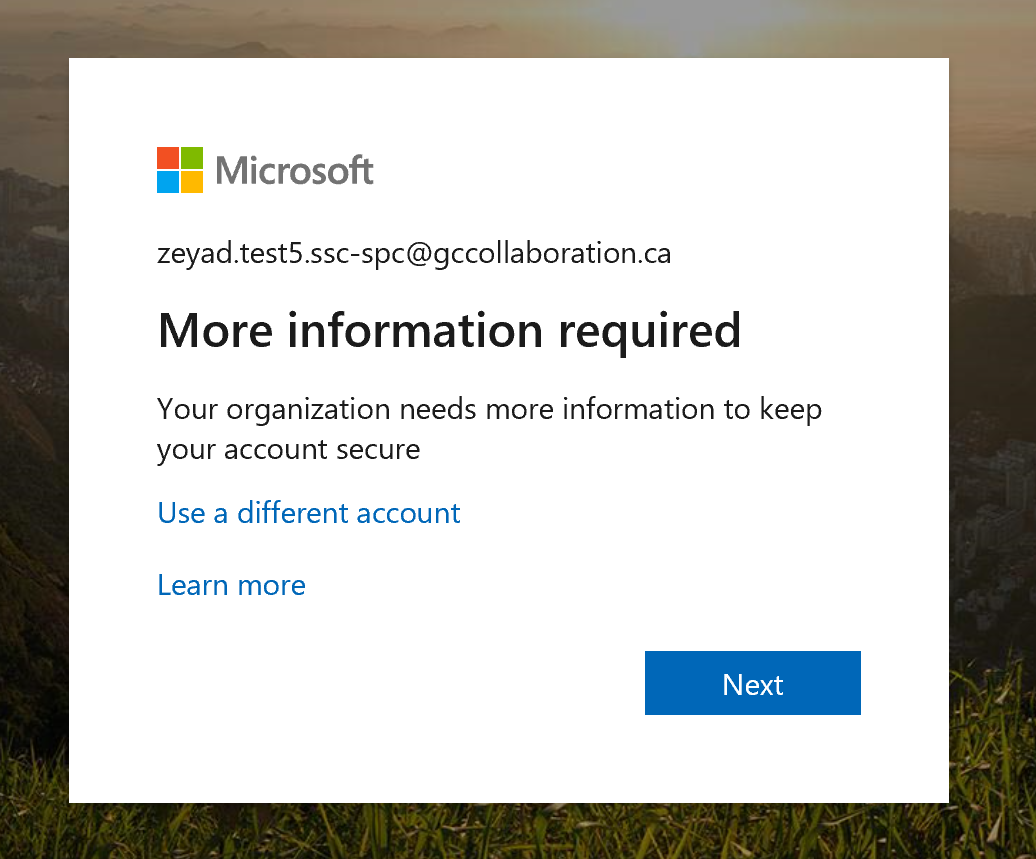 Microsoft
zeyad.test5.ssc-spc@gccollaboration.ca
More information required
Your organization needs more information to keep
your account secure
Use a different account
Learn more
Next